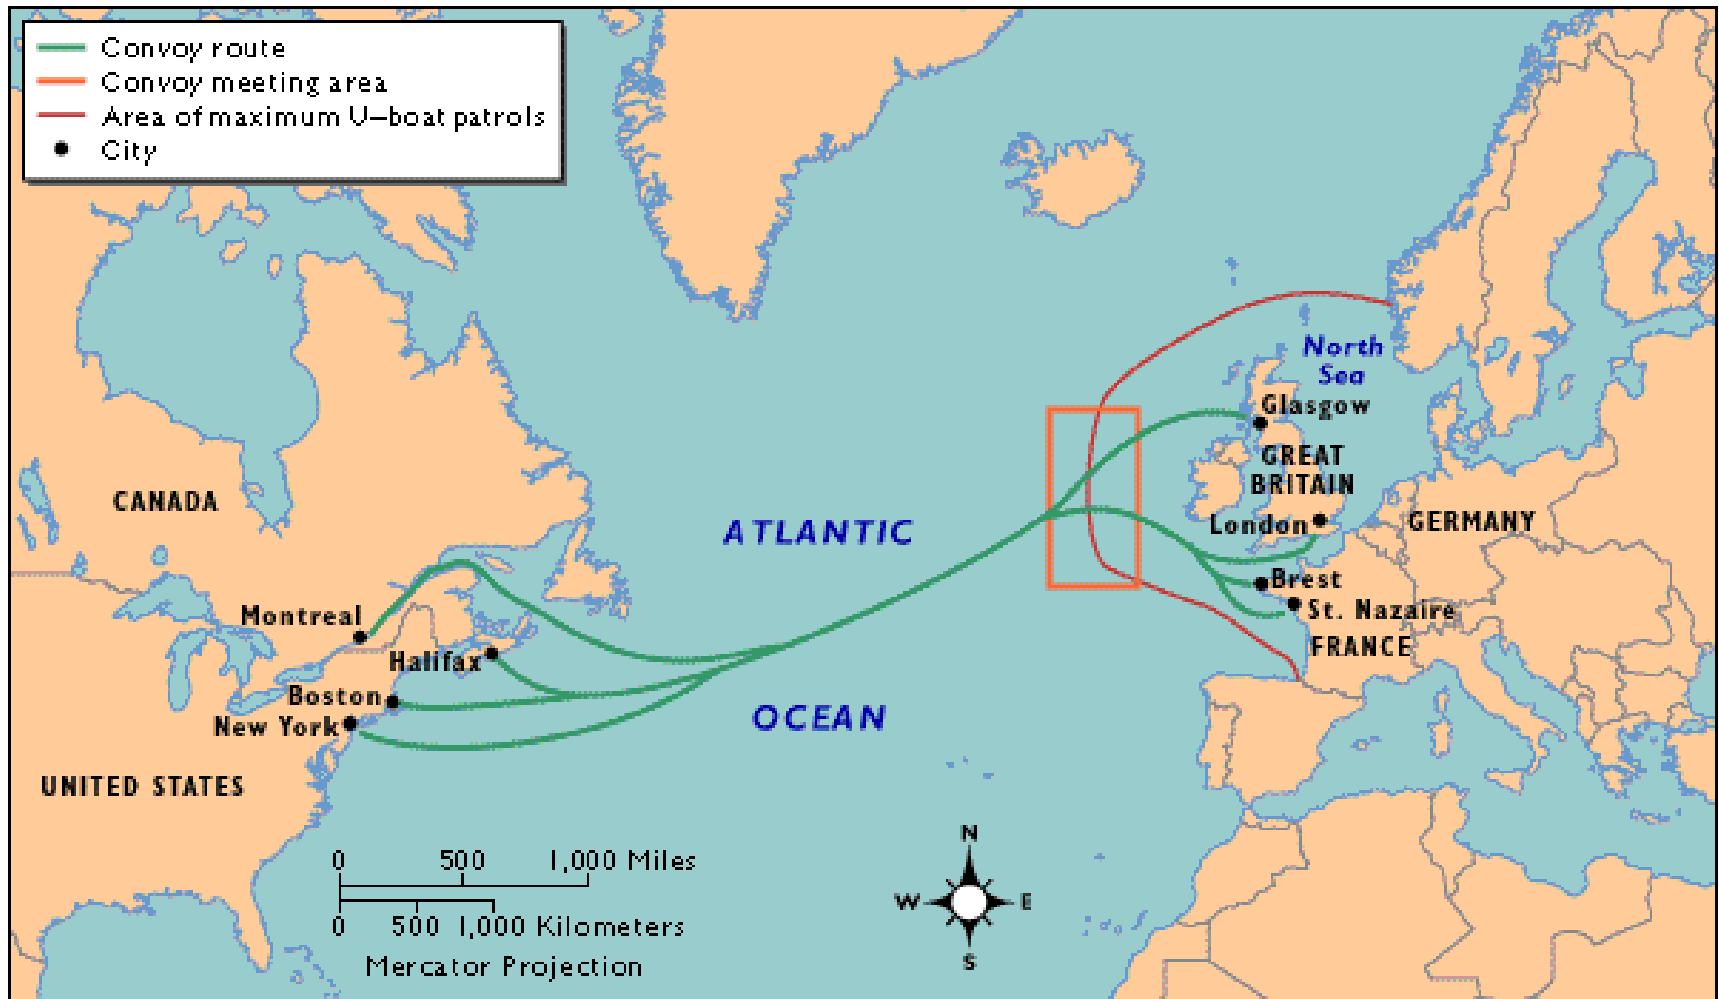 Convoy route
Convoy meeting area
Area of maximum U-boat patrols
City
North
Sea
Glasgow
GREAT
BRITAIN
London
GERMANY
Brest
St. Nazaire
FRANCE
CANADA
ATLANTIC
OCEAN
Montreal
Halifax
Boston
New York
UNITED STATES
0 500 1,000 Miles
0 500 1,000 Kilometers
Mercator Projection
N
W E
S